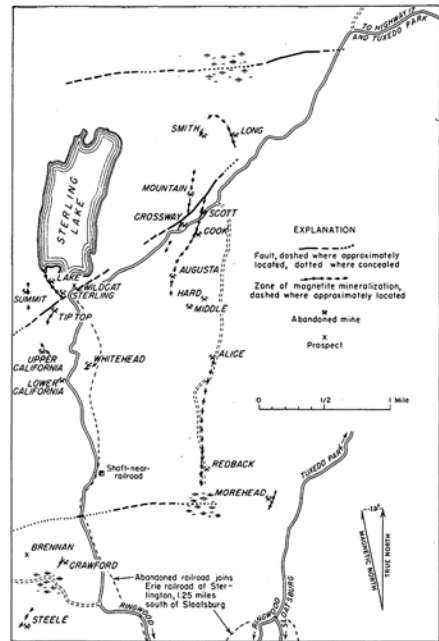 TO HIGHWAY 17
AND TUXEDO PARK
SMITH
LONG
MOUNTAIN
STERLING
LAKE
CROSSWAY
SCOTT
COOK
EXPLANATION
Fault, dashed where approximately
located, dotted where concealed
Zone of magnetite mineralization,
dashed where approximately located
Abandoned mine
Prospect
0 1/2 1 Mile
LAKE
WILDCAT
STERLING
SUMMIT
TIP TOP
AUGUSTA
HARD
MIDDLE
UPPER
CALIFORNIA
WHITEHEAD
ALICE
LOWER
CALIFORNIA
Shaft-near-
railroad
REDBACK
MOREHEAD
TUXEDO PARK
MAGNETIC NORTH
TRUE NORTH
BRENNAN
CRAWFORD
Abandoned railroad joins
Erie railroad at Ster-
lington, 1.25 miles
south of Sloatsburg
STEELE
RINGWOOD
RINGWOOD
SLOATSBURG